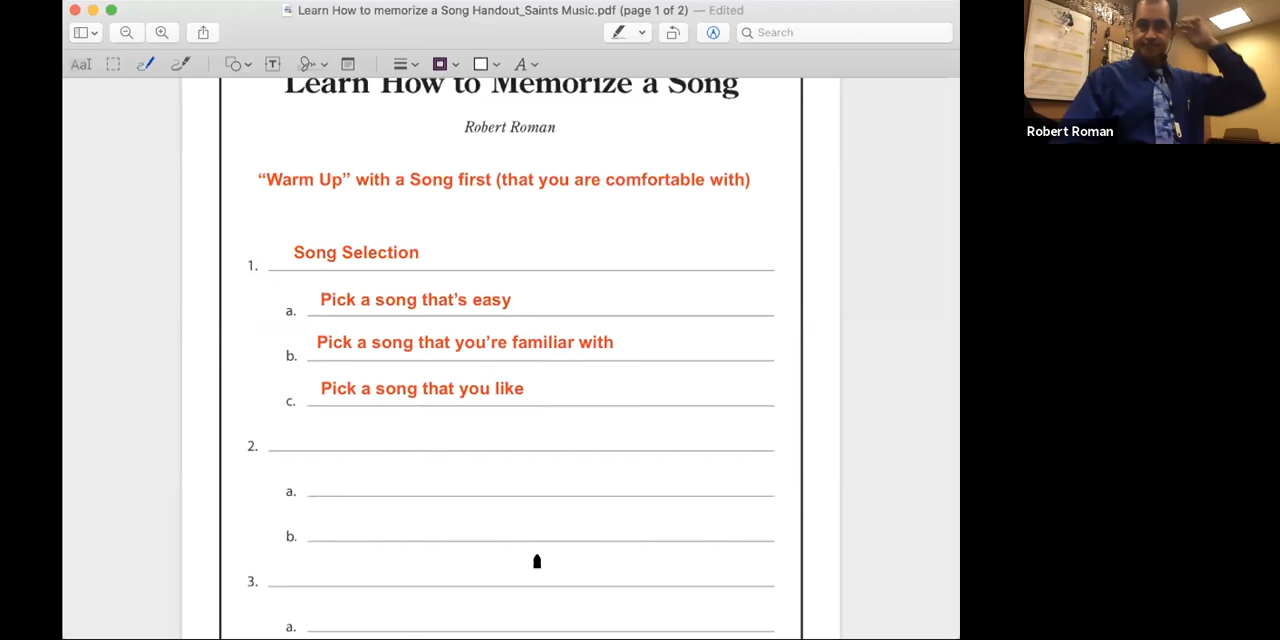 Learn How to memorize a Song Handout_Saints Music.pdf (page 1 of 2) — Edited
Search
AaI
T
A
Learn How to Memorize a Song
Robert Roman
“Warm Up” with a Song first (that you are comfortable with)
1. Song Selection
a. Pick a song that’s easy
b. Pick a song that you’re familiar with
c. Pick a song that you like
2.
a.
b.
3.
a.
Robert Roman